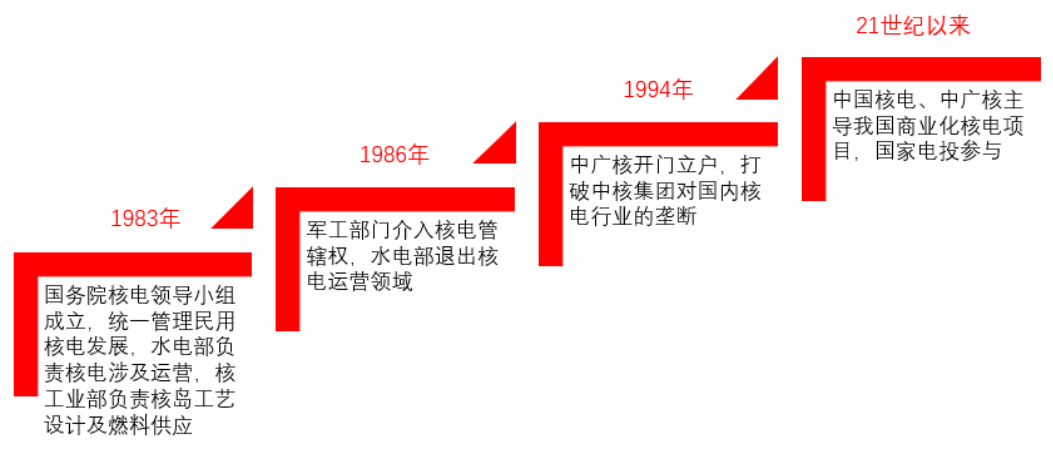 1983年
国务院核电领导小组
成立，统一管理民用
核电发展，水电部负
责核电涉及运营，核
工业部负责核岛工艺
设计及燃料供应
1986年
军工部门介入核电管
辖权，水电部退出核
电运营领域
1994年
中广核开门立户，打
破中核集团对国内核
电行业的垄断
21世纪以来
中国核电、中广核主
导我国商业化核电项
目，国家电投参与